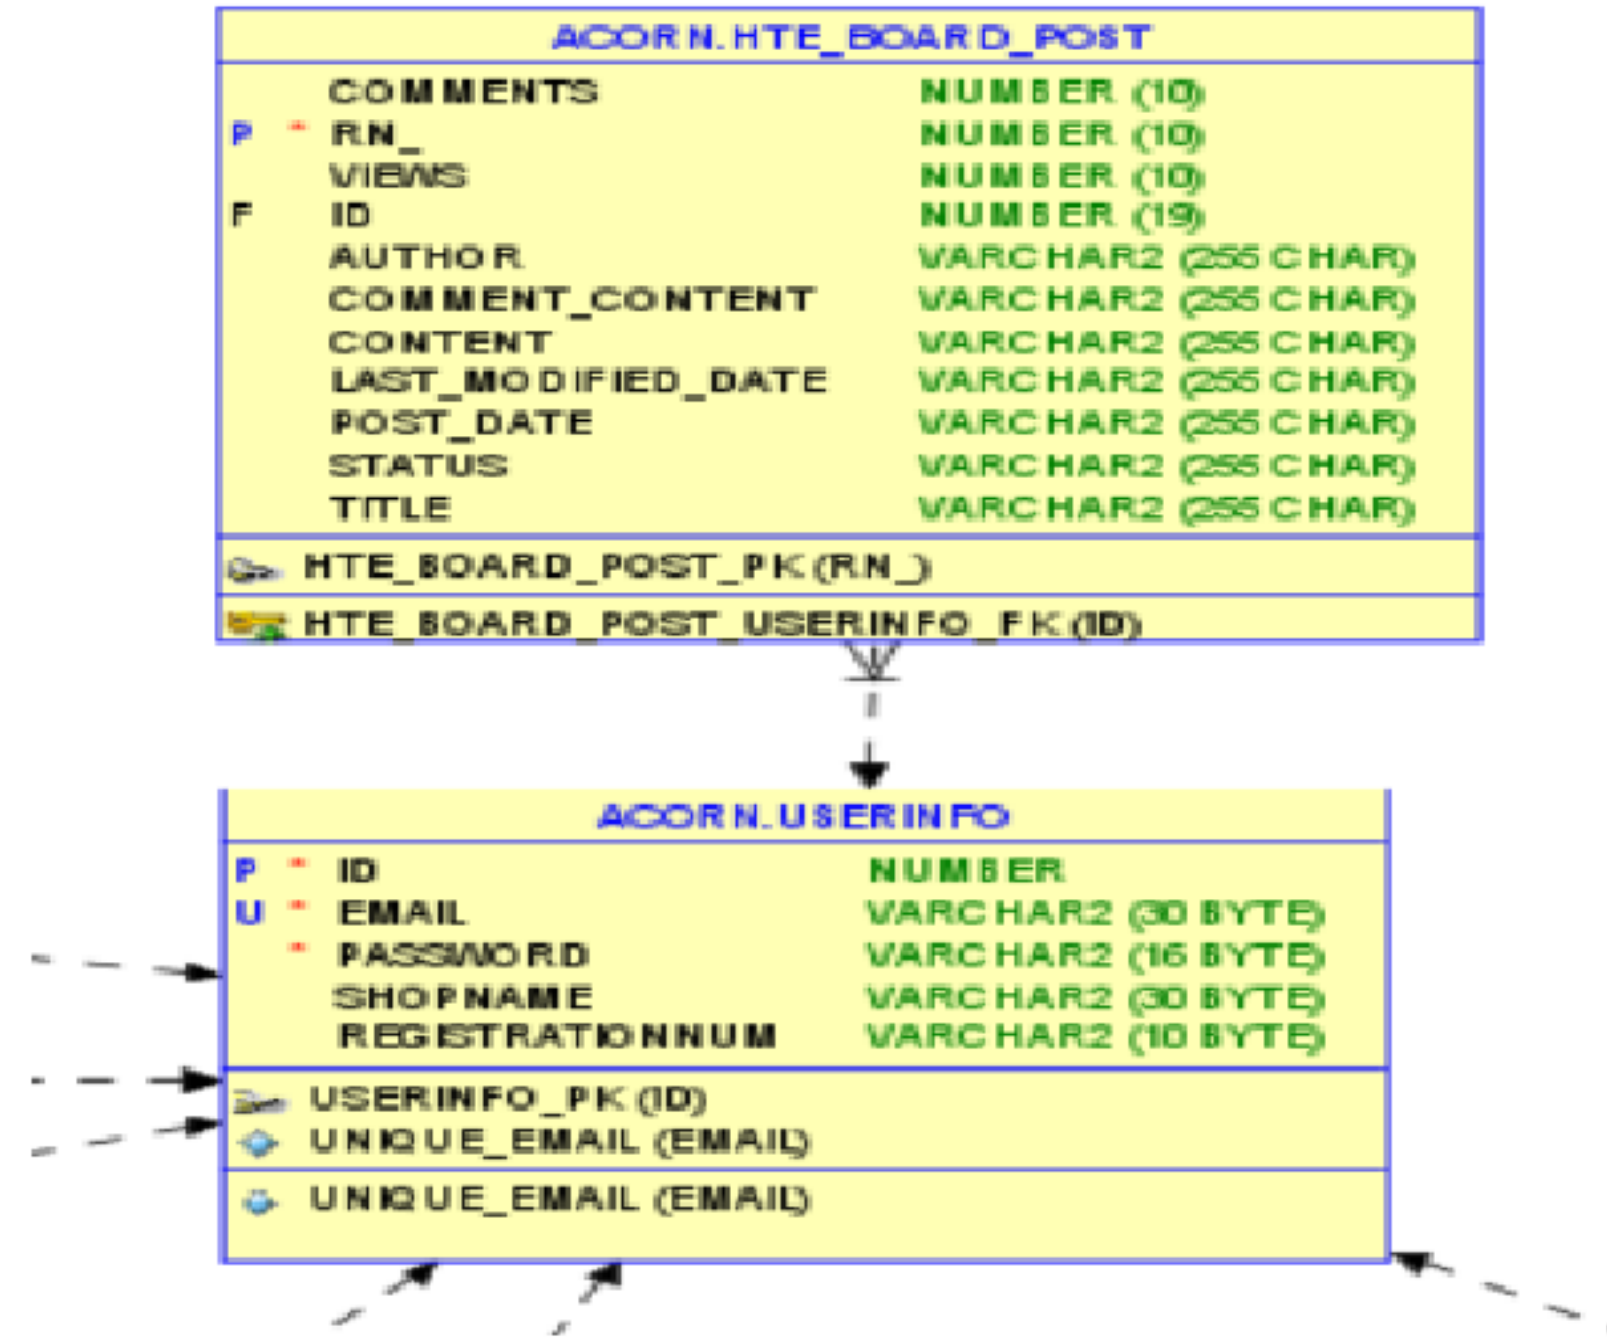 ACORN.HTE_BOARD_POST
COMMENTS NUMBER (10)
P * RN_ NUMBER (10)
VIEWS NUMBER (10)
F ID NUMBER (19)
AUTHOR VARCHAR2 (255 CHAR)
COMMENT_CONTENT VARCHAR2 (255 CHAR)
CONTENT VARCHAR2 (255 CHAR)
LAST_MODIFIED_DATE VARCHAR2 (255 CHAR)
POST_DATE VARCHAR2 (255 CHAR)
STATUS VARCHAR2 (255 CHAR)
TITLE VARCHAR2 (255 CHAR)
HTE_BOARD_POST_PK (RN_)
HTE_BOARD_POST_USERINFO_FK (ID)
ACORN.USERINFO
P * ID NUMBER
U * EMAIL VARCHAR2 (30 BYTE)
* PASSWORD VARCHAR2 (16 BYTE)
SHOPNAME VARCHAR2 (30 BYTE)
REGISTRATIONNUM VARCHAR2 (10 BYTE)
USERINFO_PK (ID)
UNIQUE_EMAIL (EMAIL)
UNIQUE_EMAIL (EMAIL)